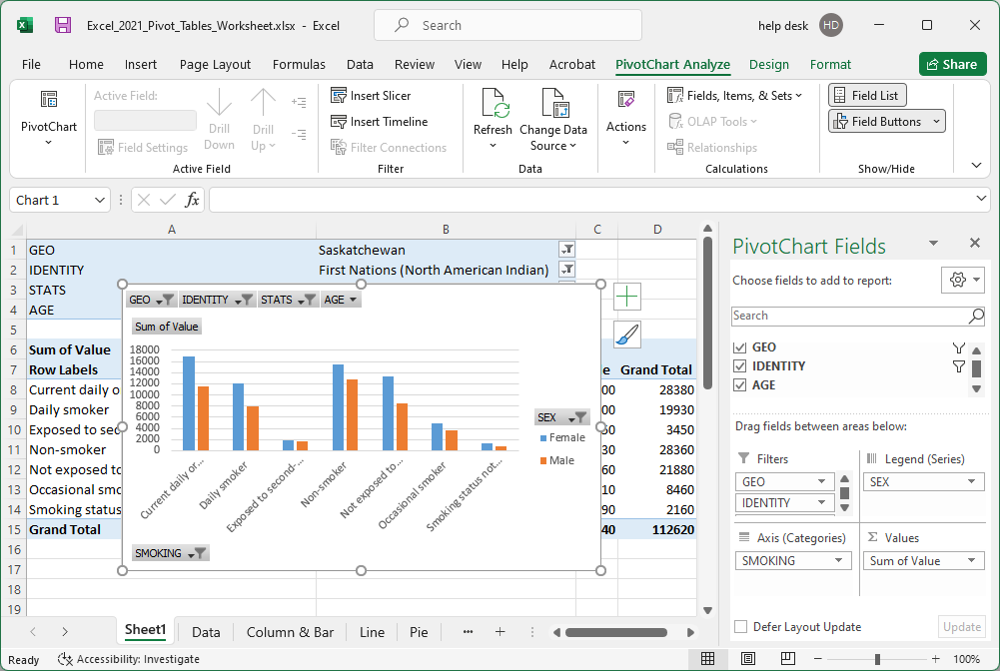 Excel_2021_Pivot_Tables_Worksheet.xlsx - Excel
Search
help desk HD
File Home Insert Page Layout Formulas Data Review View Help Acrobat PivotChart Analyze Design Format Share
PivotChart
Active Field:
Field Settings
Drill Down
Drill Up
Active Field
Insert Slicer
Insert Timeline
Filter Connections
Filter
Refresh
Change Data Source
Data
Actions
Fields, Items, & Sets
OLAP Tools
Relationships
Calculations
Field List
Field Buttons
Show/Hide
Chart 1
fx
A B C D
1 GEO Saskatchewan
2 IDENTITY First Nations (North American Indian)
3 STATS
4 AGE
5
6 Sum of Value
7 Row Labels e Grand Total
8 Current daily o 00 28380
9 Daily smoker 00 19930
10 Exposed to sec 50 3450
11 Non-smoker 30 28360
12 Not exposed to 60 21880
13 Occasional smo 10 8460
14 Smoking status 90 2160
15 Grand Total 40 112620
16
17
18
19
GEO IDENTITY STATS AGE
Sum of Value
18000
16000
14000
12000
10000
8000
6000
4000
2000
0
Current daily or...
Daily smoker
Exposed to second-...
Non-smoker
Not exposed to...
Occasional smoker
Smoking status not...
SEX
Female
Male
SMOKING
PivotChart Fields
Choose fields to add to report:
Search
GEO
IDENTITY
AGE
Drag fields between areas below:
Filters
GEO
IDENTITY
Legend (Series)
SEX
Axis (Categories)
SMOKING
Σ Values
Sum of Value
Defer Layout Update Update
Sheet1 Data Column & Bar Line Pie ...
Ready Accessibility: Investigate 100%